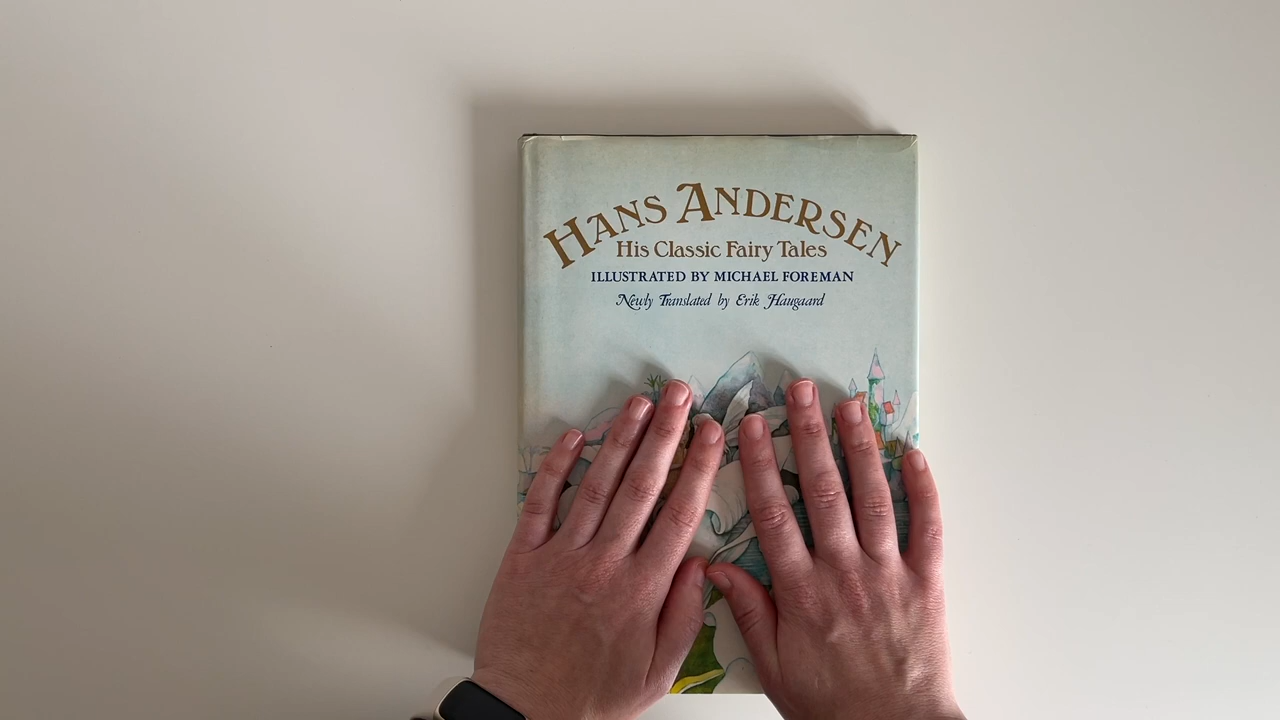 HANS ANDERSEN
His Classic Fairy Tales
ILLUSTRATED BY MICHAEL FOREMAN
Newly Translated by Erik Haugaard